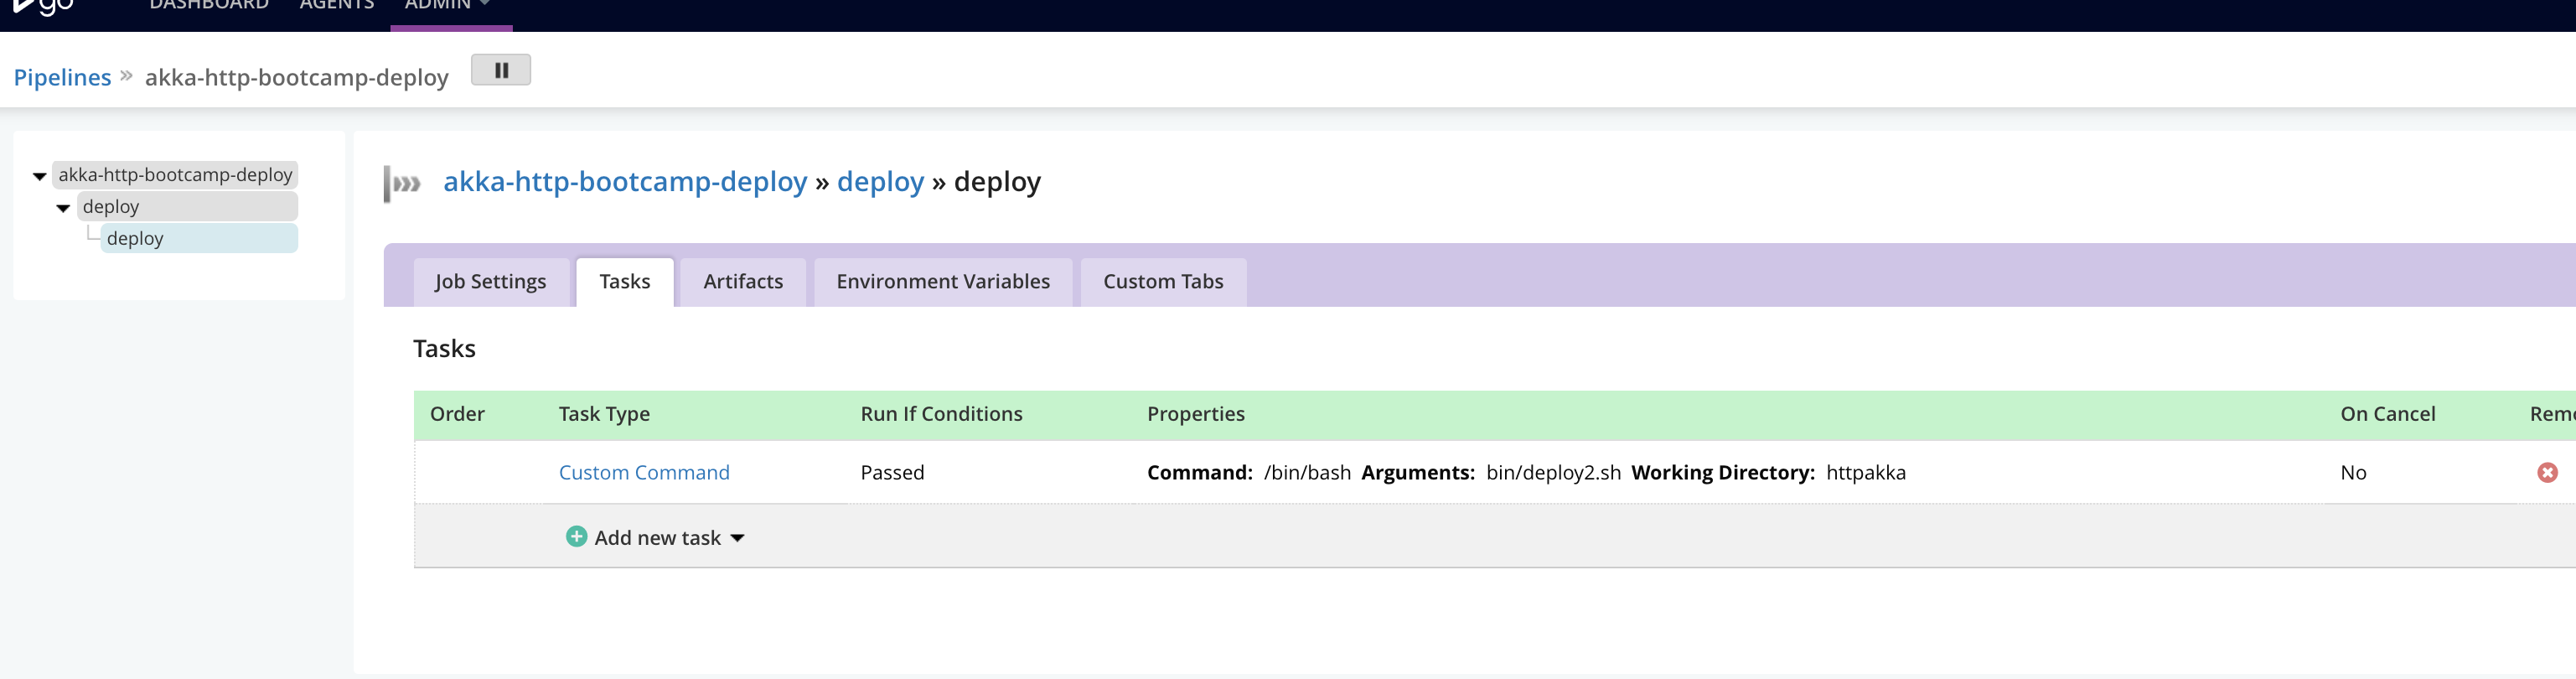 go DASHBOARD AGENTS ADMIN
Pipelines » akka-http-bootcamp-deploy
akka-http-bootcamp-deploy
deploy
deploy
akka-http-bootcamp-deploy » deploy » deploy
Job Settings Tasks Artifacts Environment Variables Custom Tabs
Tasks
Order Task Type Run If Conditions Properties On Cancel Remo
Custom Command Passed Command: /bin/bash Arguments: bin/deploy2.sh Working Directory: httpakka No
Add new task